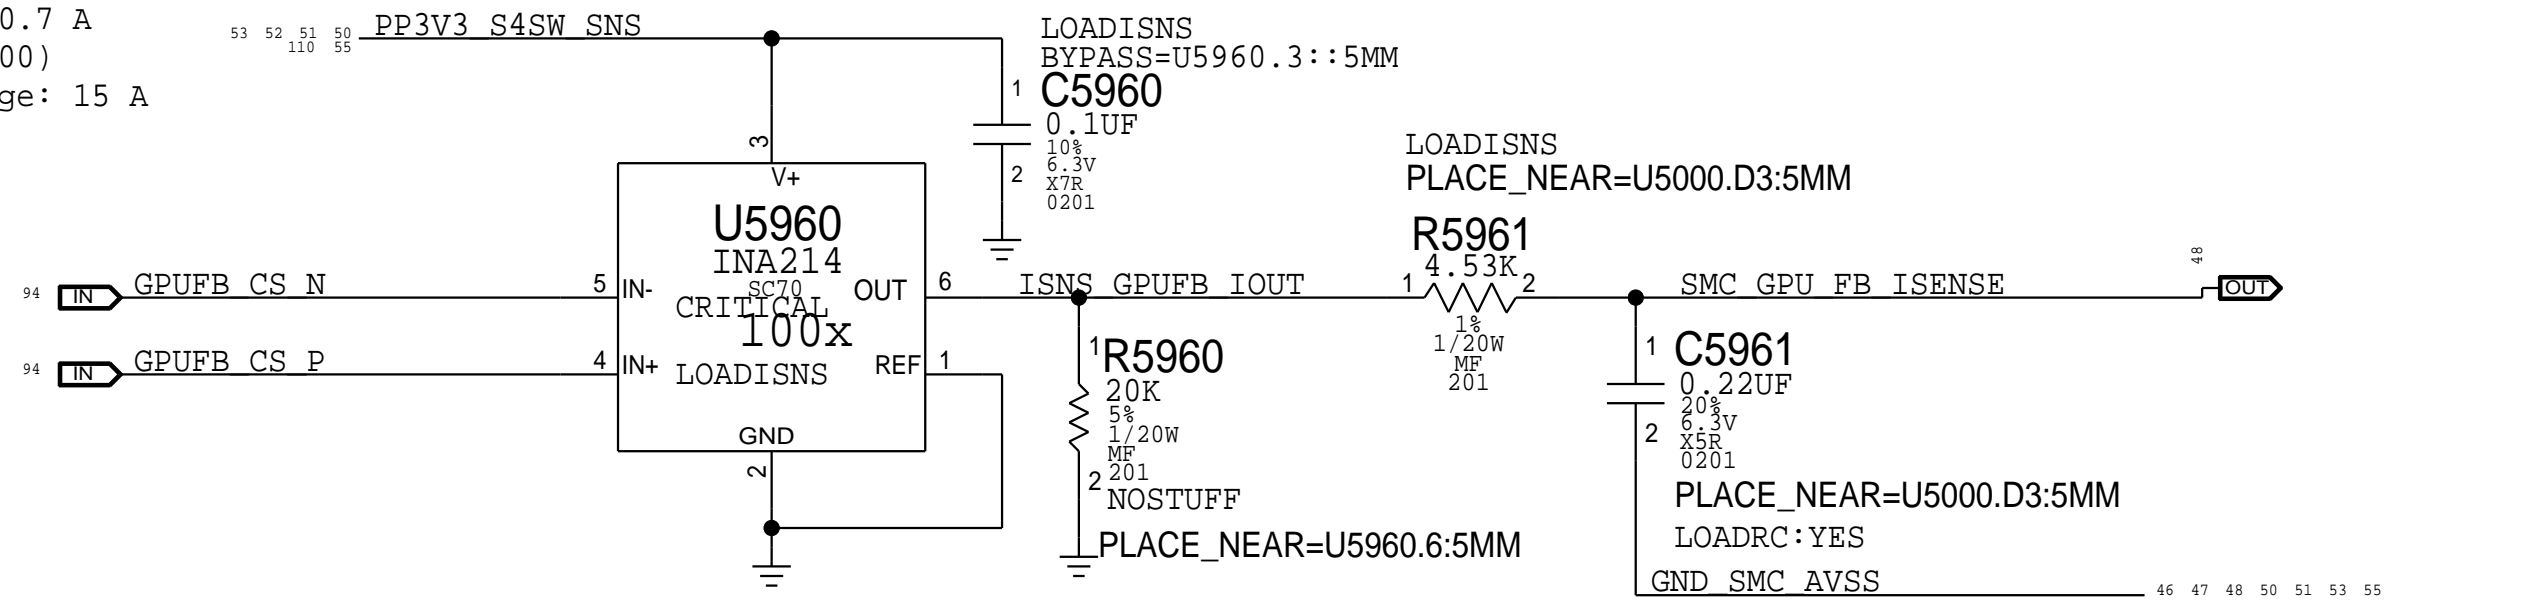 0.7 A
00)
ge: 15 A
53 52 51 50
110 55
PP3V3_S4SW_SNS
LOADISNS
BYPASS=U5960.3::5MM
1
C5960
0.1UF
10%
6.3V
X7R
0201
2
3
V+
U5960
INA214
SC70
CRITICAL
100x
LOADISNS
94
IN
GPUFB_CS_N
5
IN-
94
IN
GPUFB_CS_P
4
IN+
OUT
6
REF
1
GND
2
ISNS_GPUFB_IOUT
1
R5960
20K
5%
1/20W
MF
201
2
NOSTUFF
PLACE_NEAR=U5960.6:5MM
LOADISNS
PLACE_NEAR=U5000.D3:5MM
R5961
1
4.53K
2
1%
1/20W
MF
201
SMC_GPU_FB_ISENSE
48
OUT
1
C5961
0.22UF
20%
6.3V
X5R
0201
2
PLACE_NEAR=U5000.D3:5MM
LOADRC:YES
GND_SMC_AVSS
46 47 48 50 51 53 55